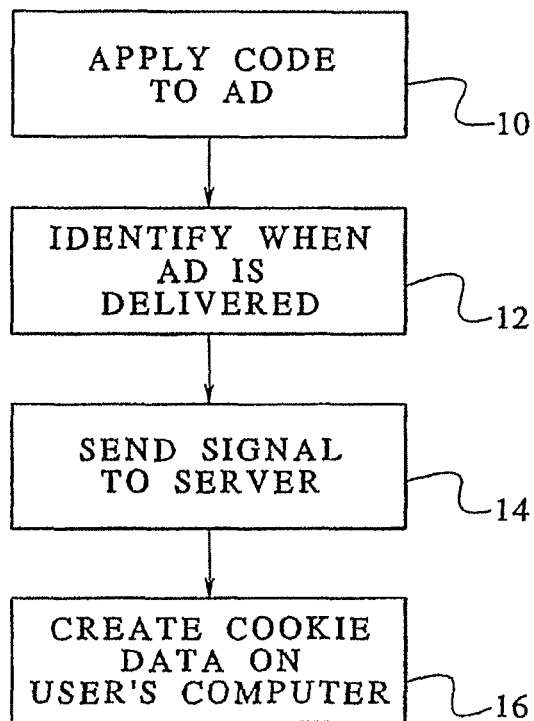 APPLY CODE
TO AD
10
IDENTIFY WHEN
AD IS
DELIVERED
12
SEND SIGNAL
TO SERVER
14
CREATE COOKIE
DATA ON
USER'S COMPUTER
16